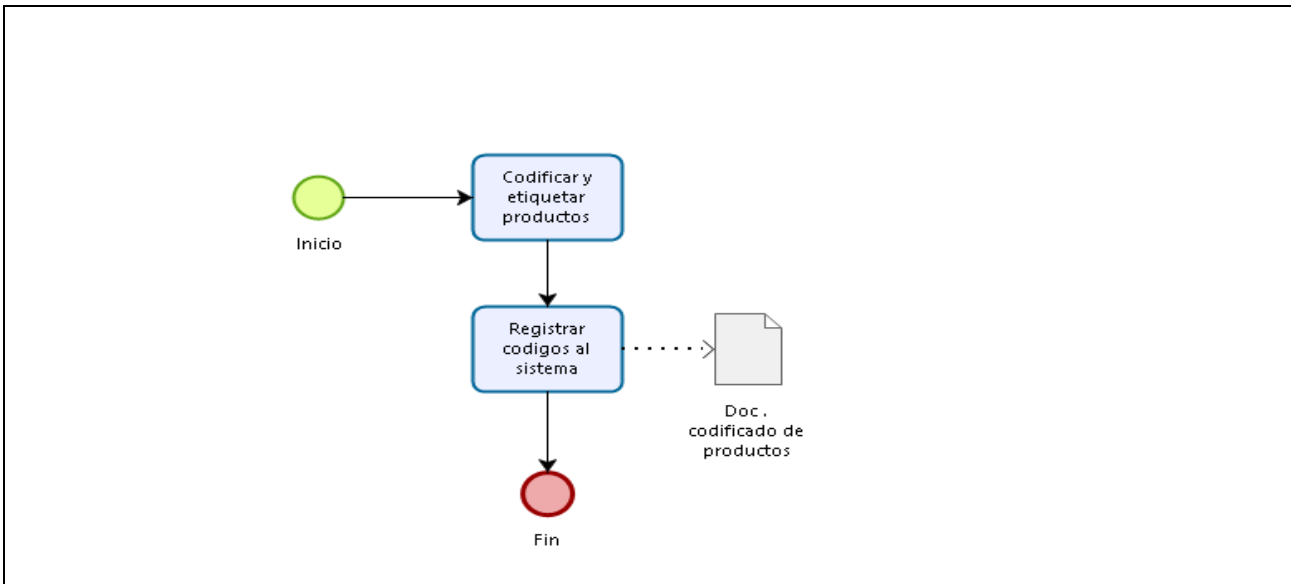 Codificar y
etiquetar
productos
Inicio
Registrar
codigos al
sistema
Doc .
codificado de
productos
Fin